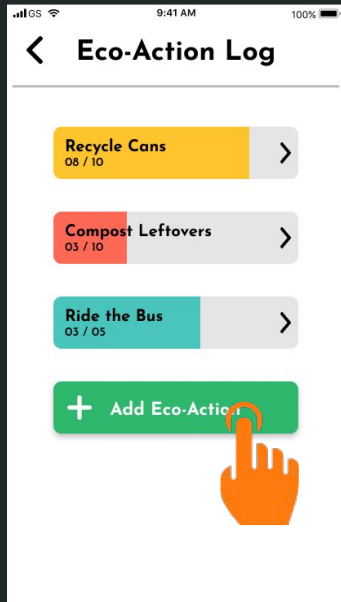 GS 9:41 AM 100%
Eco-Action Log
Recycle Cans
08 / 10
Compost Leftovers
03 / 10
Ride the Bus
03 / 05
+ Add Eco-Action